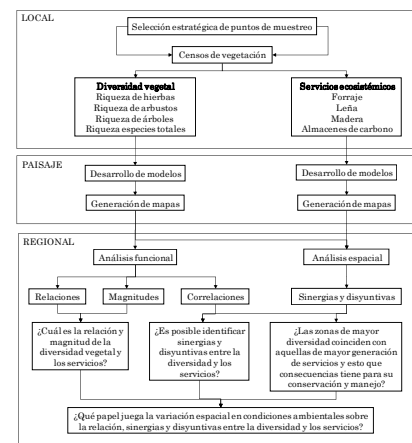 LOCAL
Selección estratégica de puntos de muestreo
Censos de vegetación
Diversidad vegetal
Riqueza de hierbas
Riqueza de arbustos
Riqueza de árboles
Riqueza especies totales
Servicios ecosistémicos
Forraje
Leña
Madera
Almacenes de carbono
PAISAJE
Desarrollo de modelos
Desarrollo de modelos
Generación de mapas
Generación de mapas
REGIONAL
Análisis funcional
Análisis espacial
Relaciones
Magnitudes
Correlaciones
Sinergias y disyuntivas
¿Cuál es la relación y
magnitud de la
diversidad vegetal y
los servicios?
¿Es posible identificar
sinergias y
disyuntivas entre la
diversidad y los
servicios?
¿Las zonas de mayor
diversidad coinciden con
aquellas de mayor generación
de servicios y esto que
consecuencias tiene para su
conservación y manejo?
¿Qué papel juega la variación espacial en condiciones ambientales sobre
la relación, sinergias y disyuntivas entre la diversidad y los servicios?